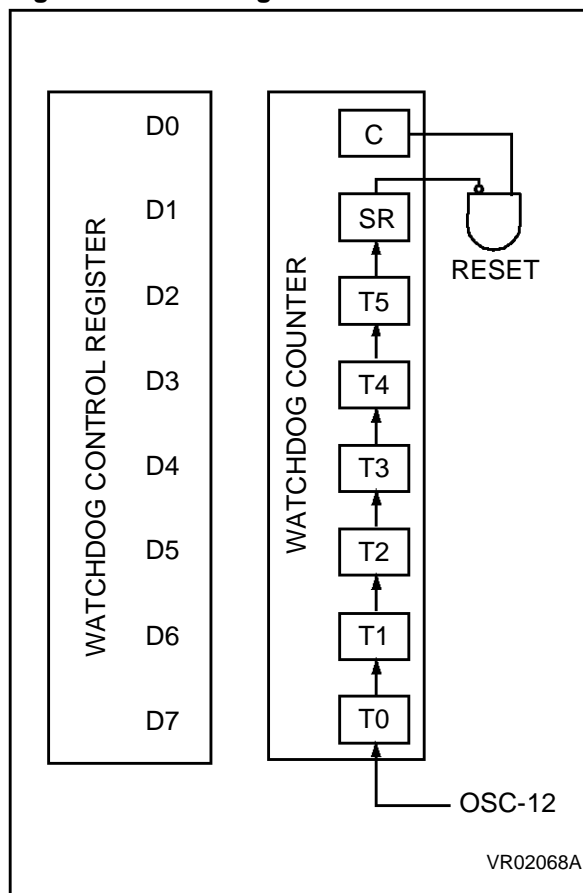 D0
D1
D2
D3
D4
D5
D6
D7
WATCHDOG CONTROL REGISTER
WATCHDOG COUNTER
C
SR
T5
T4
T3
T2
T1
T0
RESET
OSC-12
VR02068A